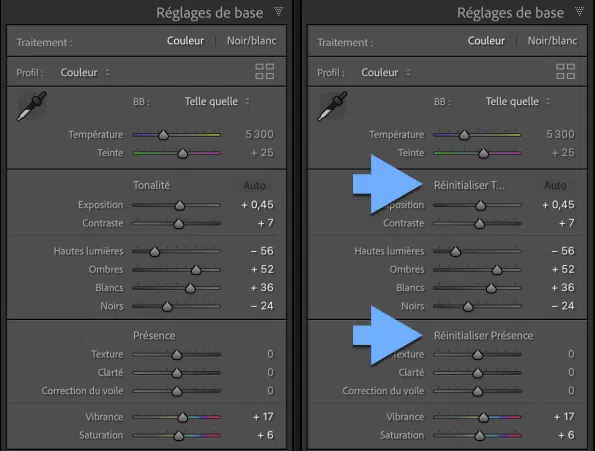 Réglages de base
Traitement : Couleur | Noir/blanc
Profil : Couleur
BB : Telle quelle
Température 5 300
Teinte + 25
Tonalité Auto
Exposition + 0,45
Contraste + 7
Hautes lumières – 56
Ombres + 52
Blancs + 36
Noirs – 24
Présence
Texture 0
Clarté 0
Correction du voile 0
Vibrance + 17
Saturation + 6
Réglages de base
Traitement : Couleur | Noir/blanc
Profil : Couleur
BB : Telle quelle
Température 5 300
Teinte + 25
Réinitialiser T... Auto
position + 0,45
Contraste + 7
Hautes lumières – 56
Ombres + 52
Blancs + 36
Noirs – 24
Réinitialiser Présence
Texture 0
Clarté 0
Correction du voile 0
Vibrance + 17
Saturation + 6